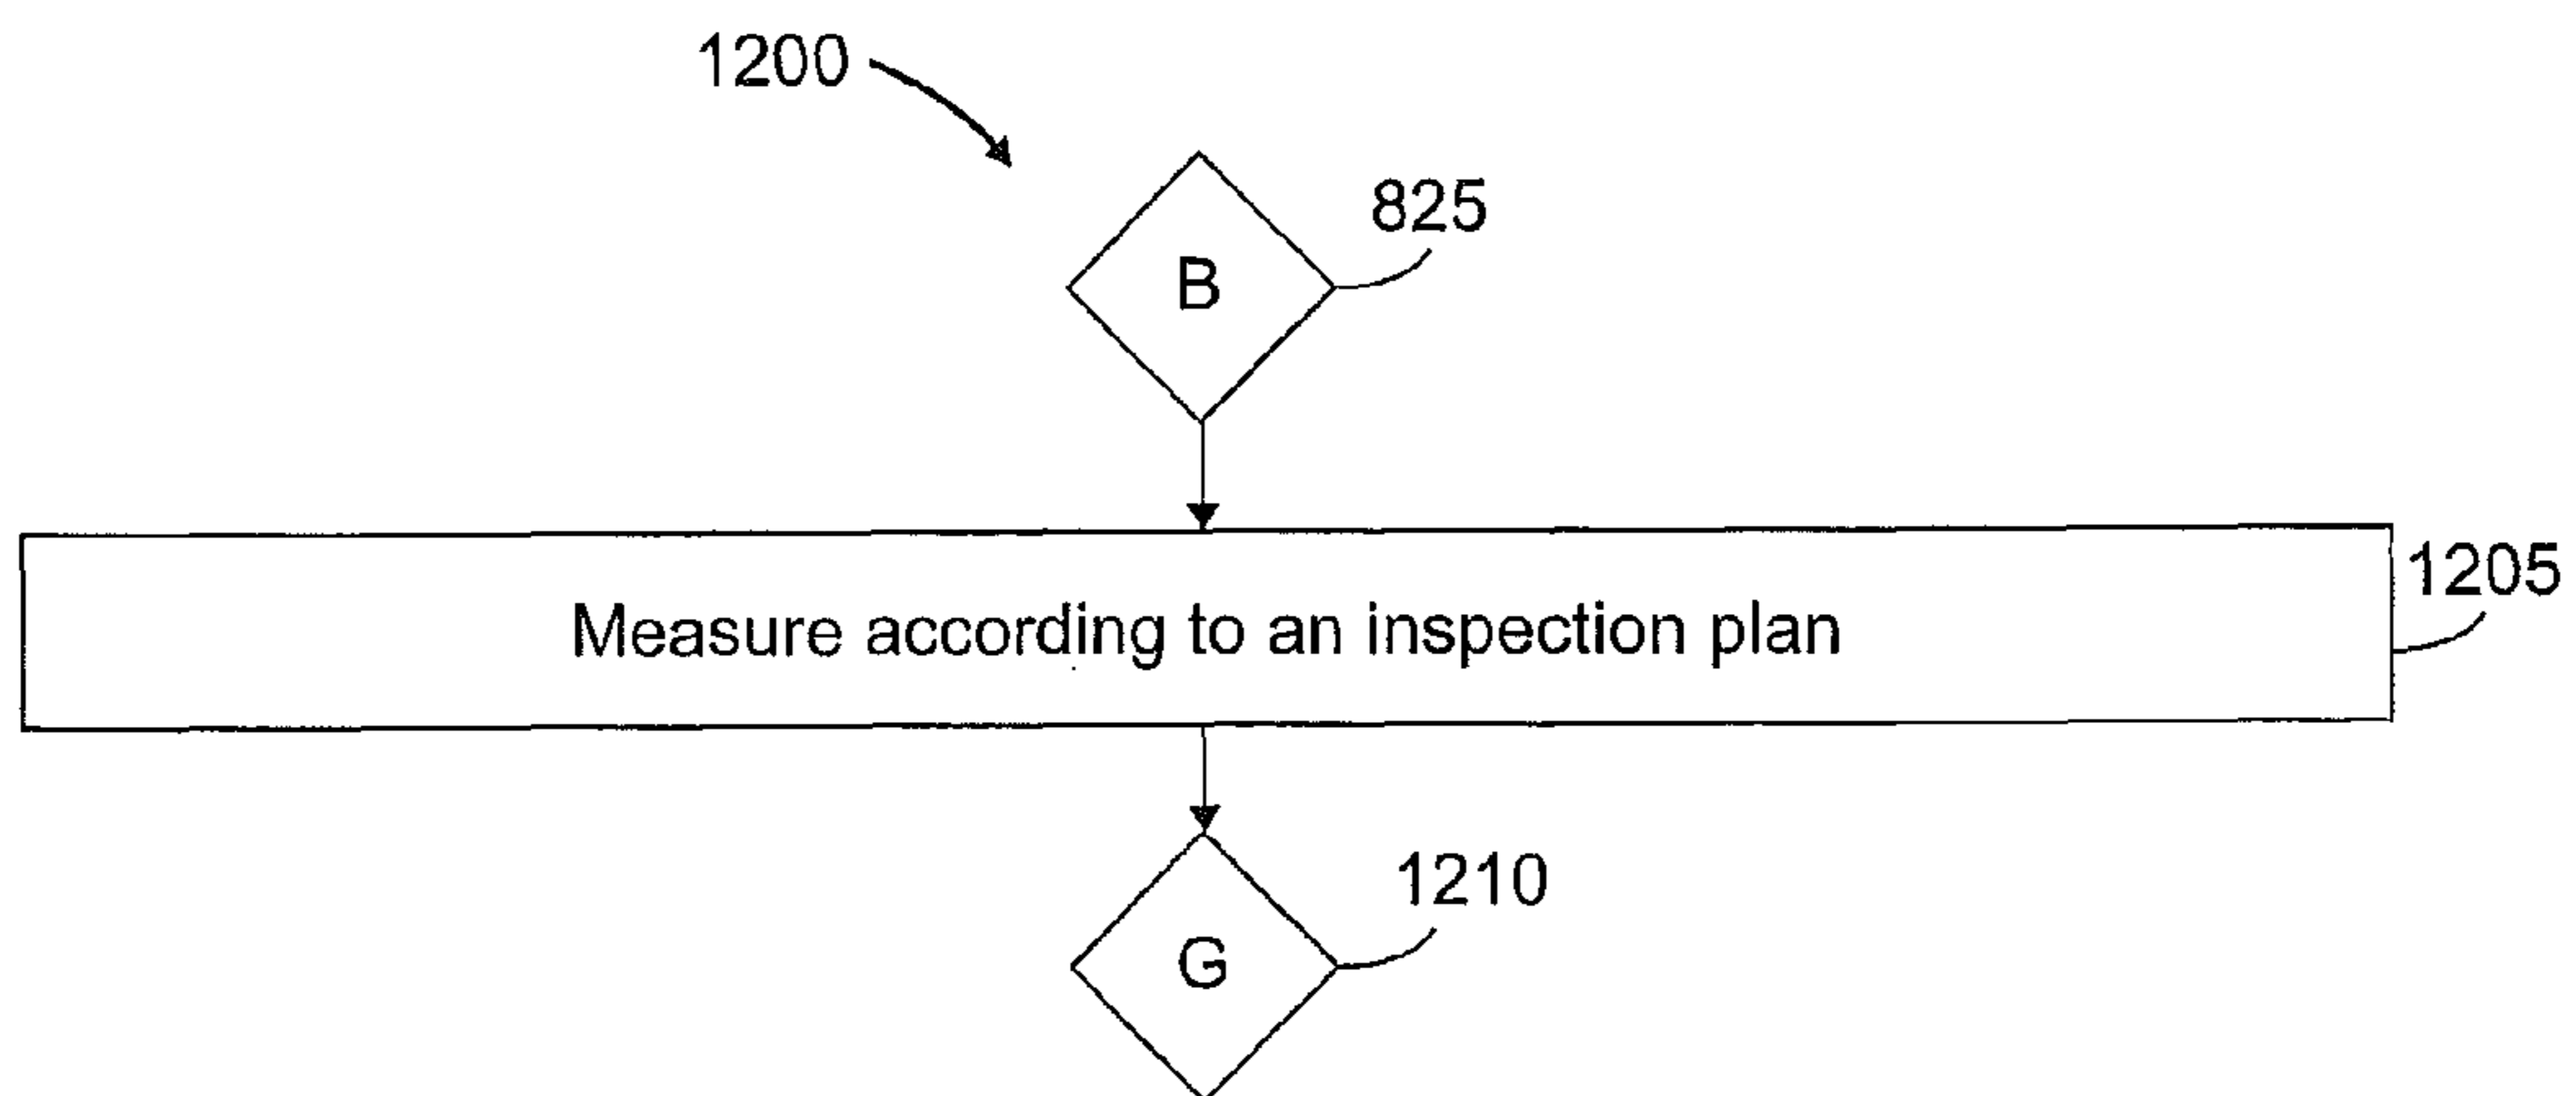 1200
825
B
1205
Measure according to an inspection plan
1210
G